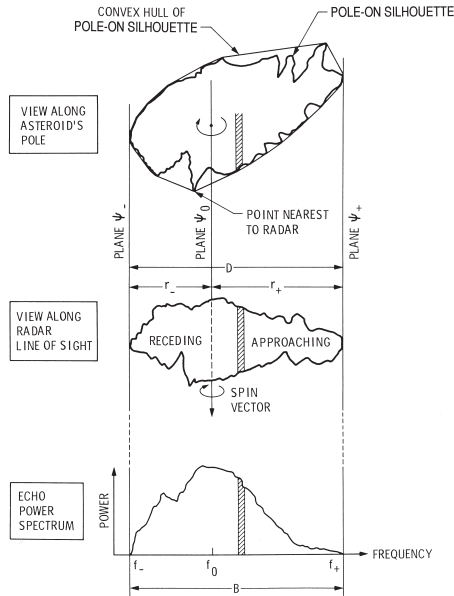 CONVEX HULL OF
POLE-ON SILHOUETTE
POLE-ON SILHOUETTE
VIEW ALONG
ASTEROID'S
POLE
PLANE ψ-
PLANE ψ0
PLANE ψ+
POINT NEAREST
TO RADAR
D
r-
r+
VIEW ALONG
RADAR
LINE OF SIGHT
RECEDING
APPROACHING
SPIN
VECTOR
ECHO
POWER
SPECTRUM
POWER
FREQUENCY
f-
f0
f+
B